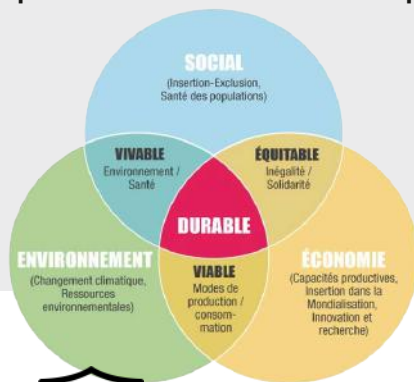 SOCIAL
(Insertion-Exclusion,
Santé des populations)
VIVABLE
Environnement /
Santé
ÉQUITABLE
Inégalité /
Solidarité
DURABLE
ENVIRONNEMENT
(Changement climatique,
Ressources
environnementales)
VIABLE
Modes de
production /
consom-
mation
ÉCONOMIE
(Capacités productives,
Insertion dans la
Mondialisation,
Innovation et
recherche)